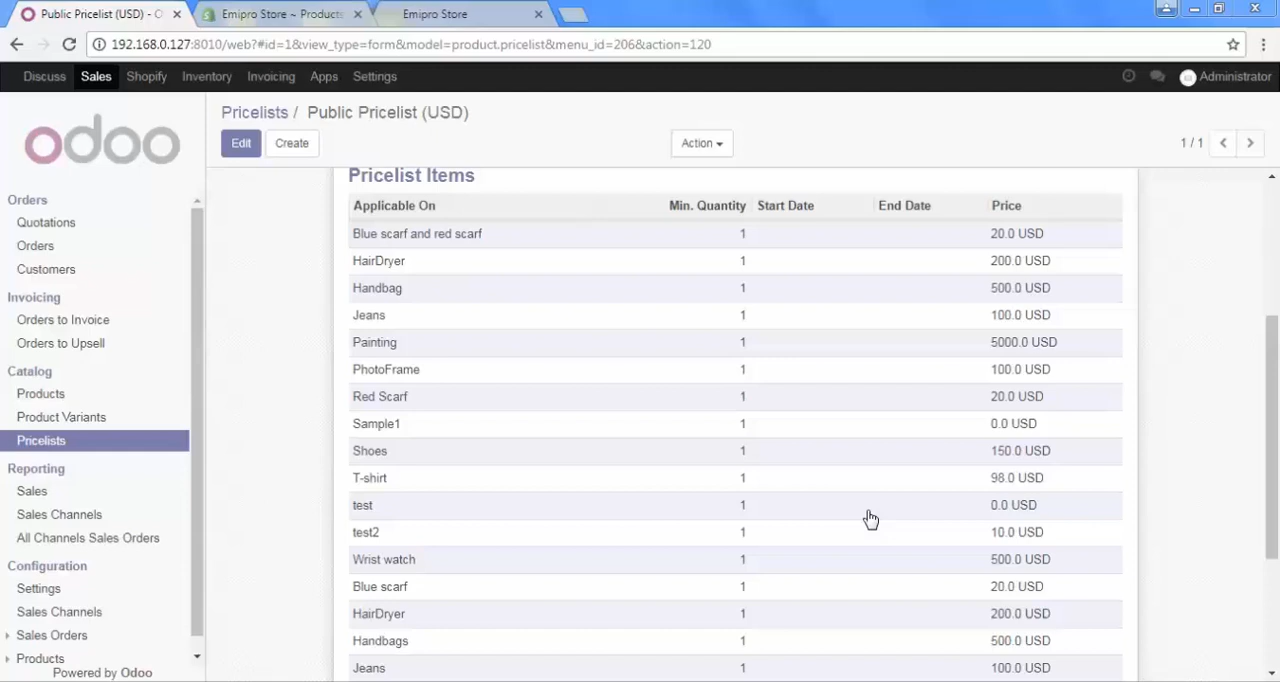 Public Pricelist (USD) - O
Emipro Store ~ Products
Emipro Store
192.168.0.127:8010/web?#id=1&view_type=form&model=product.pricelist&menu_id=206&action=120
Discuss Sales Shopify Inventory Invoicing Apps Settings Administrator
odoo
Pricelists / Public Pricelist (USD)
Edit Create Action 1 / 1
Orders
Quotations
Orders
Customers
Invoicing
Orders to Invoice
Orders to Upsell
Catalog
Products
Product Variants
Pricelists
Reporting
Sales
Sales Channels
All Channels Sales Orders
Configuration
Settings
Sales Channels
Sales Orders
Products
Powered by Odoo
Pricelist Items
Applicable On Min. Quantity Start Date End Date Price
Blue scarf and red scarf 1 20.0 USD
HairDryer 1 200.0 USD
Handbag 1 500.0 USD
Jeans 1 100.0 USD
Painting 1 5000.0 USD
PhotoFrame 1 100.0 USD
Red Scarf 1 20.0 USD
Sample1 1 0.0 USD
Shoes 1 150.0 USD
T-shirt 1 98.0 USD
test 1 0.0 USD
test2 1 10.0 USD
Wrist watch 1 500.0 USD
Blue scarf 1 20.0 USD
HairDryer 1 200.0 USD
Handbags 1 500.0 USD
Jeans 1 100.0 USD